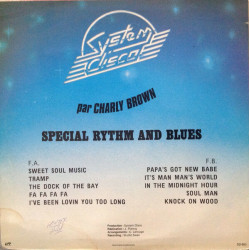 System
disco
par CHARLY BROWN
SPECIAL RYTHM AND BLUES
F.A.
SWEET SOUL MUSIC
TRAMP
THE DOCK OF THE BAY
FA FA FA FA
I'VE BEEN LOVIN YOU TOO LONG
F.B.
PAPA'S GOT NEW BABE
IT'S MAN MAN'S WORLD
IN THE MIDNIGHT HOUR
SOUL MAN
KNOCK ON WOOD